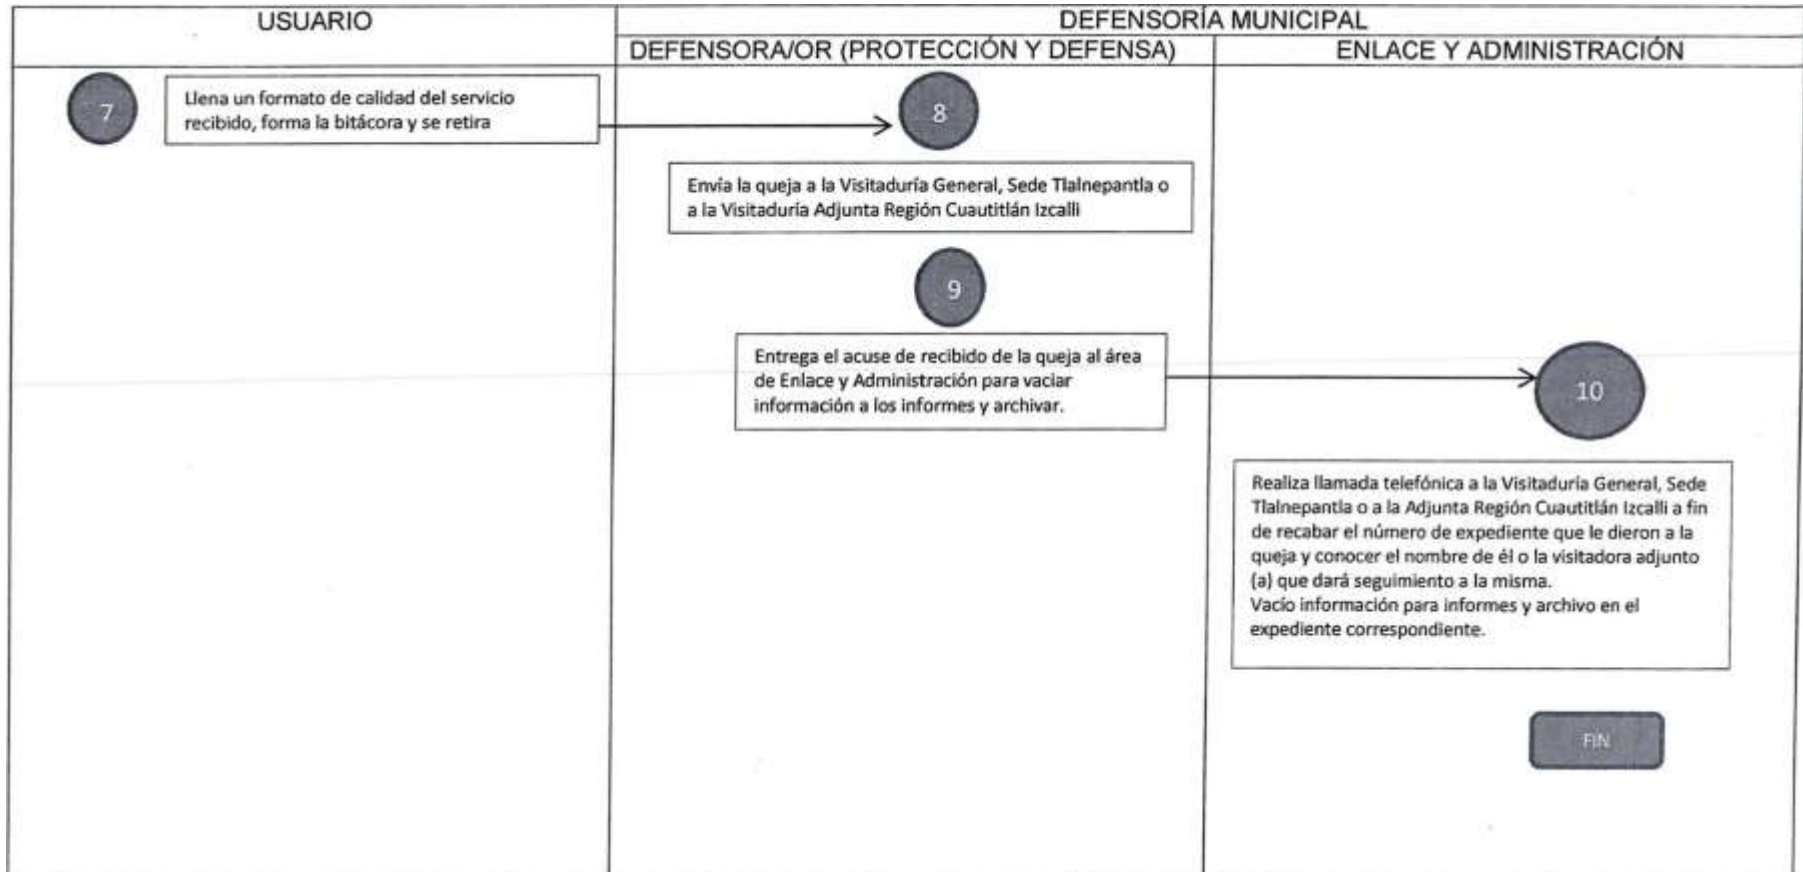 USUARIO
DEFENSORÍA MUNICIPAL
DEFENSORA/OR (PROTECCIÓN Y DEFENSA)
ENLACE Y ADMINISTRACIÓN
7
Llena un formato de calidad del servicio
recibido, forma la bitácora y se retira
8
Envía la queja a la Visitaduría General, Sede Tlalnepantla o
a la Visitaduría Adjunta Región Cuautitlán Izcalli
9
Entrega el acuse de recibido de la queja al área
de Enlace y Administración para vaciar
información a los informes y archivar.
10
Realiza llamada telefónica a la Visitaduría General, Sede
Tlalnepantla o a la Adjunta Región Cuautitlán Izcalli a fin
de recabar el número de expediente que le dieron a la
queja y conocer el nombre de él o la visitadora adjunto
(a) que dará seguimiento a la misma.
Vacío información para informes y archivo en el
expediente correspondiente.
FIN